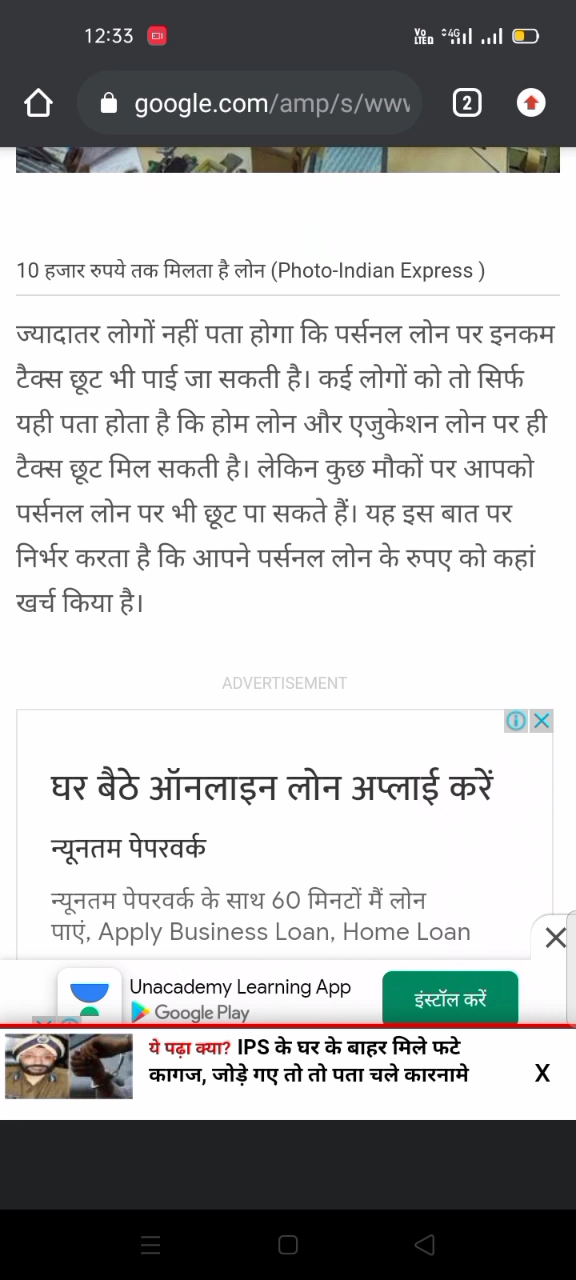 12:33
Vo LTED 4G
google.com/amp/s/www
2
10 हजार रुपये तक मिलता है लोन (Photo-Indian Express )
ज्यादातर लोगों नहीं पता होगा कि पर्सनल लोन पर इनकम
टैक्स छूट भी पाई जा सकती है। कई लोगों को तो सिर्फ
यही पता होता है कि होम लोन और एजुकेशन लोन पर ही
टैक्स छूट मिल सकती है। लेकिन कुछ मौकों पर आपको
पर्सनल लोन पर भी छूट पा सकते हैं। यह इस बात पर
निर्भर करता है कि आपने पर्सनल लोन के रुपए को कहां
खर्च किया है।
ADVERTISEMENT
घर बैठे ऑनलाइन लोन अप्लाई करें
न्यूनतम पेपरवर्क
न्यूनतम पेपरवर्क के साथ 60 मिनटों मैं लोन
पाएं, Apply Business Loan, Home Loan
Unacademy Learning App
Google Play
इंस्टॉल करें
ये पढ़ा क्या? IPS के घर के बाहर मिले फटे
कागज, जोड़े गए तो तो पता चले कारनामे
X